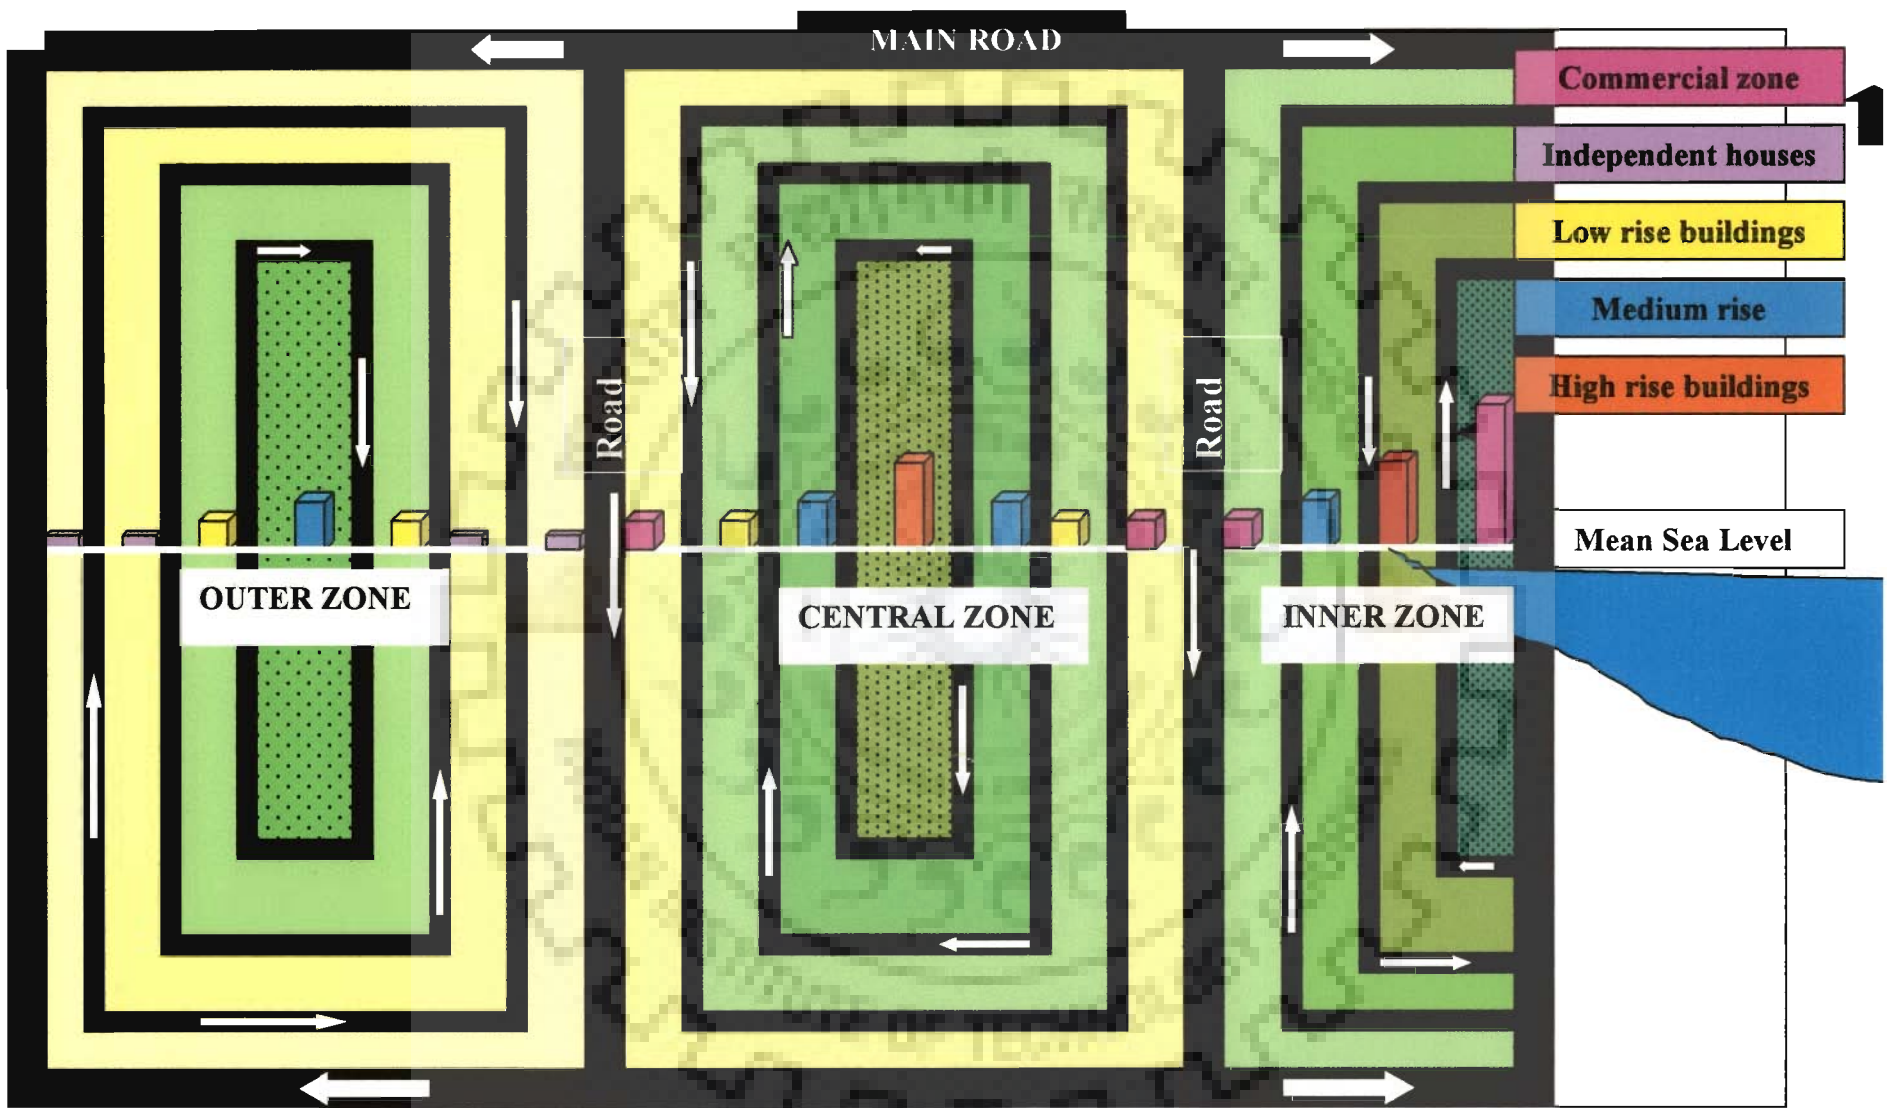 MAIN ROAD
Commercial zone
Independent houses
Low rise buildings
Medium rise
High rise buildings
Road
Road
Mean Sea Level
OUTER ZONE
CENTRAL ZONE
INNER ZONE